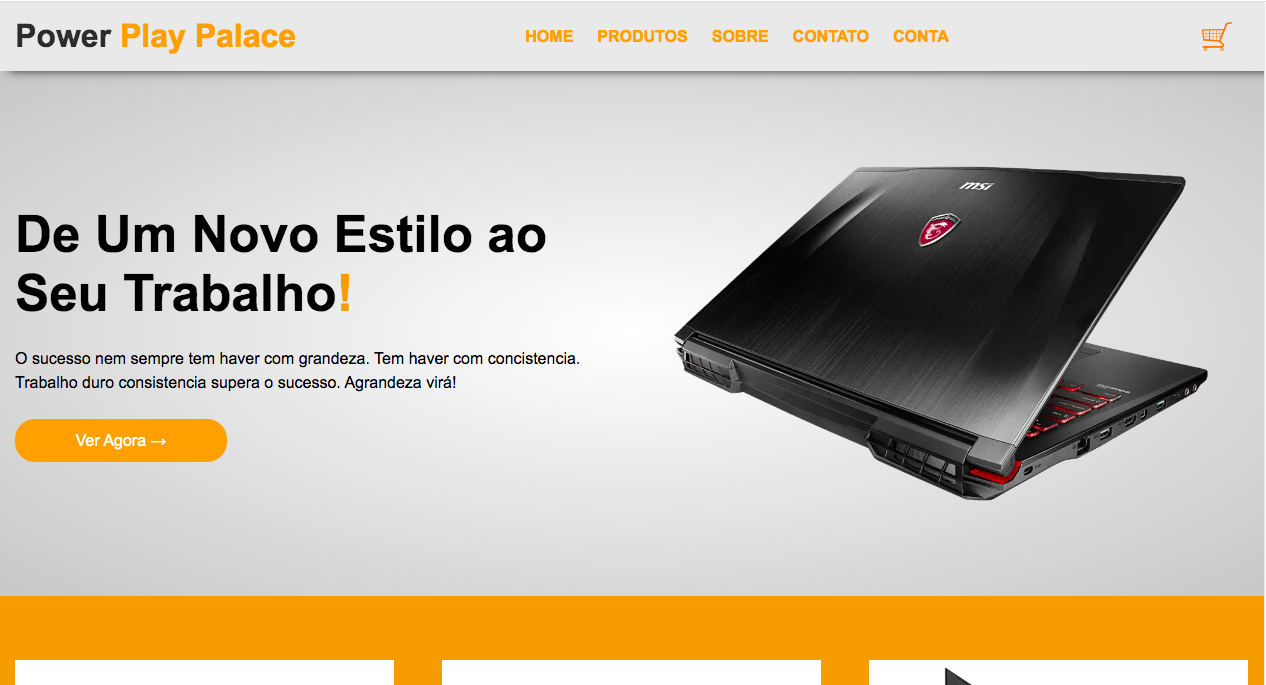 Power Play Palace
HOME PRODUTOS SOBRE CONTATO CONTA
msi
De Um Novo Estilo ao
Seu Trabalho!
O sucesso nem sempre tem haver com grandeza. Tem haver com concistencia.
Trabalho duro consistencia supera o sucesso. Agrandeza virá!
Ver Agora →